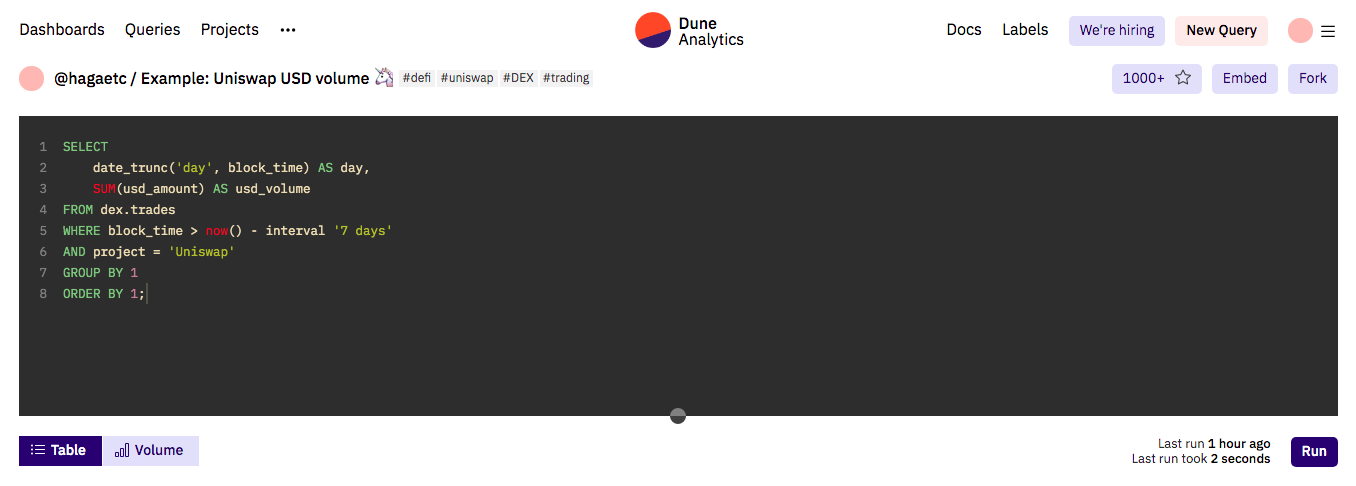 Dashboards Queries Projects ••• Dune Analytics Docs Labels We're hiring New Query
@hagaetc / Example: Uniswap USD volume 🦄 #defi #uniswap #DEX #trading 1000+ Embed Fork
1 SELECT
2     date_trunc('day', block_time) AS day,
3     SUM(usd_amount) AS usd_volume
4 FROM dex.trades
5 WHERE block_time > now() - interval '7 days'
6 AND project = 'Uniswap'
7 GROUP BY 1
8 ORDER BY 1;
Table Volume Last run 1 hour ago
Last run took 2 seconds Run